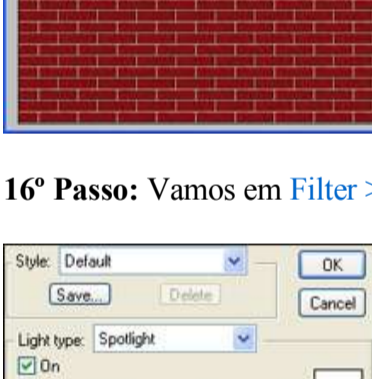 16º Passo: Vamos em Filter >
Style: Default
OK
Save... Delete
Cancel
Light type: Spotlight
On